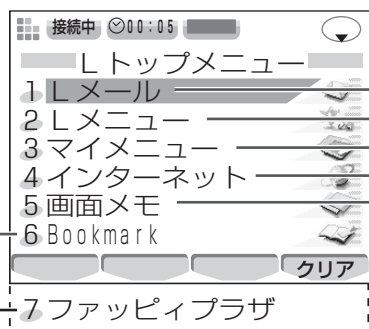 接続中 00:05
Lトップメニュー
1 Lメール
2 Lメニュー
3 マイメニュー
4 インターネット
5 画面メモ
6 Bookmark
クリア
7 ファッピィプラザ